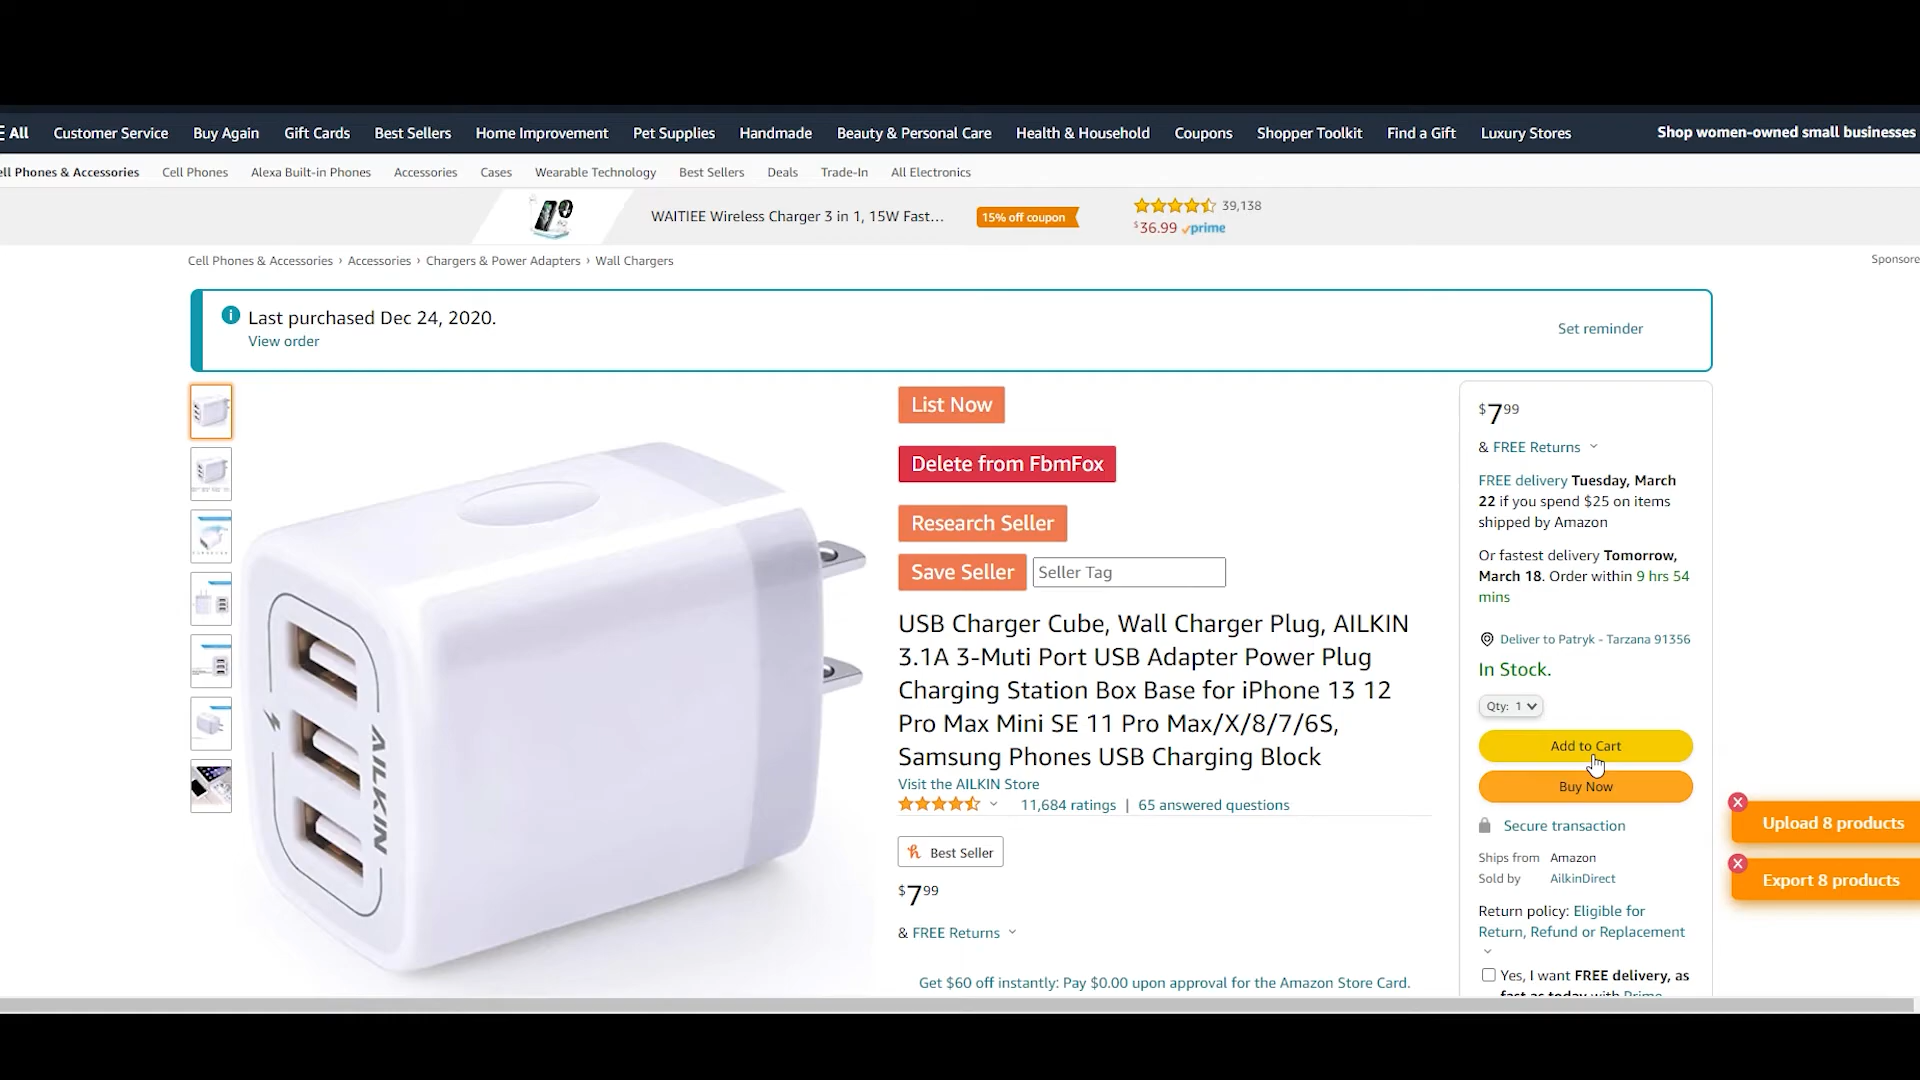 All Customer Service Buy Again Gift Cards Best Sellers Home Improvement Pet Supplies Handmade Beauty & Personal Care Health & Household Coupons Shopper Toolkit Find a Gift Luxury Stores Shop women-owned small businesses
ell Phones & Accessories Cell Phones Alexa Built-in Phones Accessories Cases Wearable Technology Best Sellers Deals Trade-In All Electronics
WAITIEE Wireless Charger 3 in 1, 15W Fast...
15% off coupon
39,138
$36.99 prime
Cell Phones & Accessories › Accessories › Chargers & Power Adapters › Wall Chargers
Sponsore
Last purchased Dec 24, 2020.
View order
Set reminder
AILKIN
List Now
Delete from FbmFox
Research Seller
Save Seller Seller Tag
USB Charger Cube, Wall Charger Plug, AILKIN
3.1A 3-Muti Port USB Adapter Power Plug
Charging Station Box Base for iPhone 13 12
Pro Max Mini SE 11 Pro Max/X/8/7/6S,
Samsung Phones USB Charging Block
Visit the AILKIN Store
11,684 ratings | 65 answered questions
Best Seller
$799
& FREE Returns
Get $60 off instantly: Pay $0.00 upon approval for the Amazon Store Card.
$799
& FREE Returns
FREE delivery Tuesday, March
22 if you spend $25 on items
shipped by Amazon
Or fastest delivery Tomorrow,
March 18. Order within 9 hrs 54
mins
Deliver to Patryk - Tarzana 91356
In Stock.
Qty: 1
Add to Cart
Buy Now
Secure transaction
Ships from Amazon
Sold by AilkinDirect
Return policy: Eligible for
Return, Refund or Replacement
Yes, I want FREE delivery, as
fast as today with Prime
Upload 8 products
Export 8 products